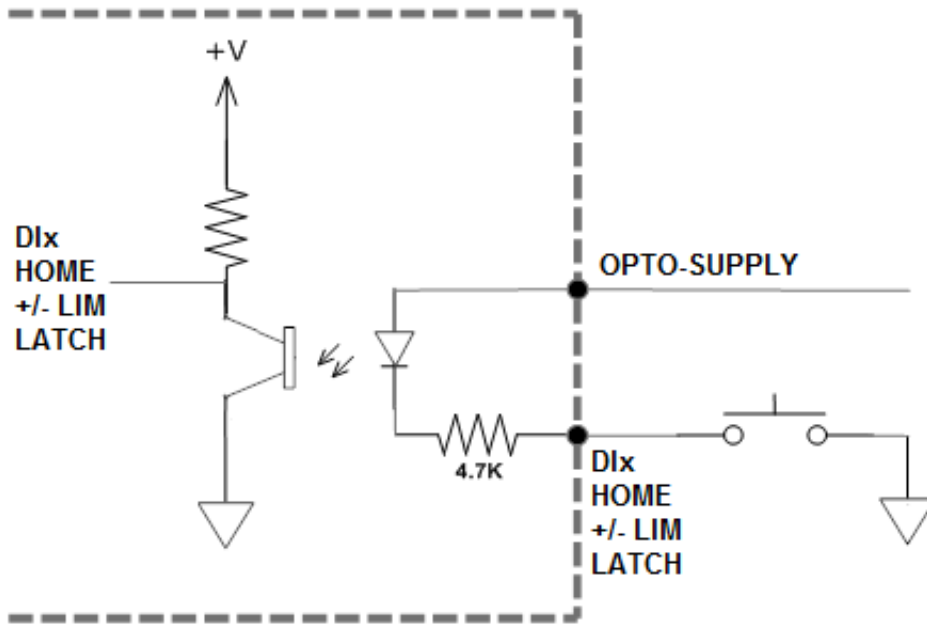 +V
DIx
HOME
+/- LIM
LATCH
OPTO-SUPPLY
4.7K
DIx
HOME
+/- LIM
LATCH